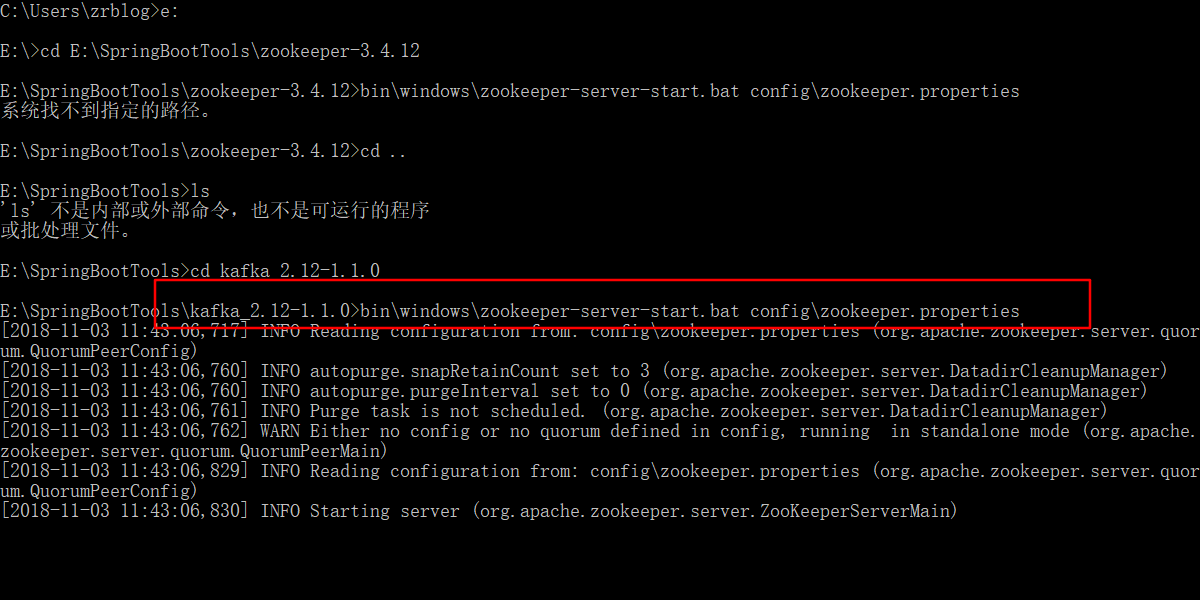 C:\Users\zrblog>e:
E:\>cd E:\SpringBootTools\zookeeper-3.4.12
E:\SpringBootTools\zookeeper-3.4.12>bin\windows\zookeeper-server-start.bat config\zookeeper.properties
系统找不到指定的路径。
E:\SpringBootTools\zookeeper-3.4.12>cd ..
E:\SpringBootTools>ls
'ls' 不是内部或外部命令，也不是可运行的程序
或批处理文件。
E:\SpringBootTools>cd kafka_2.12-1.1.0
E:\SpringBootTools\kafka_2.12-1.1.0>bin\windows\zookeeper-server-start.bat config\zookeeper.properties
[2018-11-03 11:43:06,717] INFO Reading configuration from: config\zookeeper.properties (org.apache.zookeeper.server.quor
um.QuorumPeerConfig)
[2018-11-03 11:43:06,760] INFO autopurge.snapRetainCount set to 3 (org.apache.zookeeper.server.DatadirCleanupManager)
[2018-11-03 11:43:06,760] INFO autopurge.purgeInterval set to 0 (org.apache.zookeeper.server.DatadirCleanupManager)
[2018-11-03 11:43:06,761] INFO Purge task is not scheduled. (org.apache.zookeeper.server.DatadirCleanupManager)
[2018-11-03 11:43:06,762] WARN Either no config or no quorum defined in config, running  in standalone mode (org.apache.
zookeeper.server.quorum.QuorumPeerMain)
[2018-11-03 11:43:06,829] INFO Reading configuration from: config\zookeeper.properties (org.apache.zookeeper.server.quor
um.QuorumPeerConfig)
[2018-11-03 11:43:06,830] INFO Starting server (org.apache.zookeeper.server.ZooKeeperServerMain)